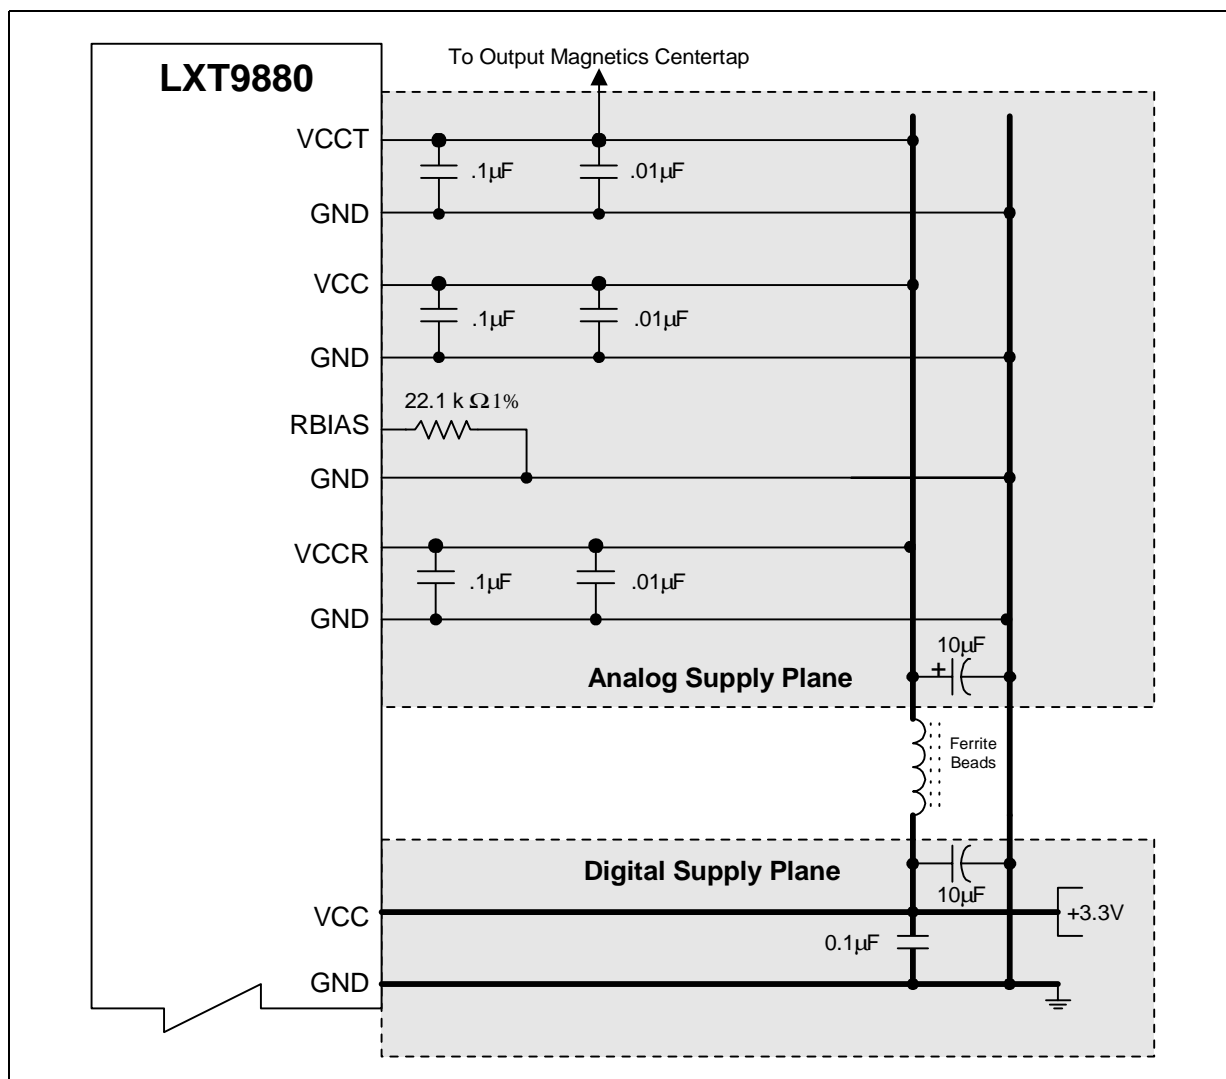 To Output Magnetics Centertap
LXT9880
VCCT
.1µF
.01µF
GND
VCC
.1µF
.01µF
GND
22.1 k Ω 1%
RBIAS
GND
VCCR
.1µF
.01µF
GND
10µF
+
Analog Supply Plane
Ferrite
Beads
Digital Supply Plane
10µF
VCC
+3.3V
0.1µF
GND